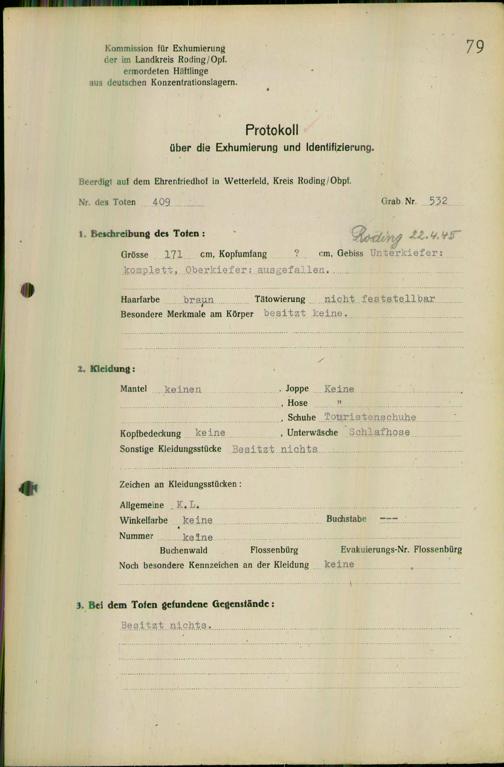 79
Kommission für Exhumierung
der im Landkreis Roding/Opf.
ermordeten Häftlinge
aus deutschen Konzentrationslagern.
Protokoll
über die Exhumierung und Identifizierung.
Beerdigt auf dem Ehrenfriedhof in Wetterfeld, Kreis Roding/Obpf.
Nr. des Toten 409 Grab Nr. 532
1. Beschreibung des Toten: Roding 22.4.45
Grösse 171 cm, Kopfumfang ? cm, Gebiss Unterkiefer:
komplett, Oberkiefer: ausgefallen.
Haarfarbe braun Tätowierung nicht feststellbar
Besondere Merkmale am Körper besitzt keine.
2. Kleidung:
Mantel keinen , Joppe Keine
, Hose "
, Schuhe Touristenschuhe
Kopfbedeckung keine , Unterwäsche Schlafhose
Sonstige Kleidungsstücke Besitzt nichts
Zeichen an Kleidungsstücken:
Allgemeine K.L.
Winkelfarbe keine Buchstabe ---
Nummer keine
Buchenwald Flossenbürg Evakuierungs-Nr. Flossenbürg
Noch besondere Kennzeichen an der Kleidung keine
3. Bei dem Toten gefundene Gegenstände:
Besitzt nichts.